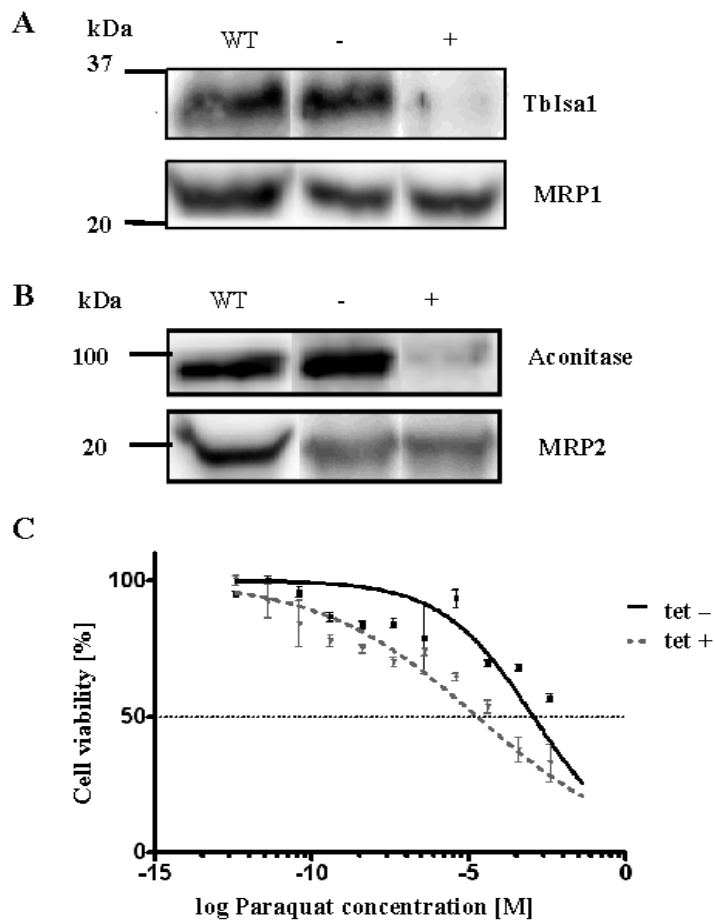 A
kDa
WT - +
37
TbIsa1
MRP1
20
B
kDa
WT - +
100
Aconitase
20
MRP2
C
100
50
0
Cell viability [%]
-15 -10 -5 0
log Paraquat concentration [M]
tet –
tet +